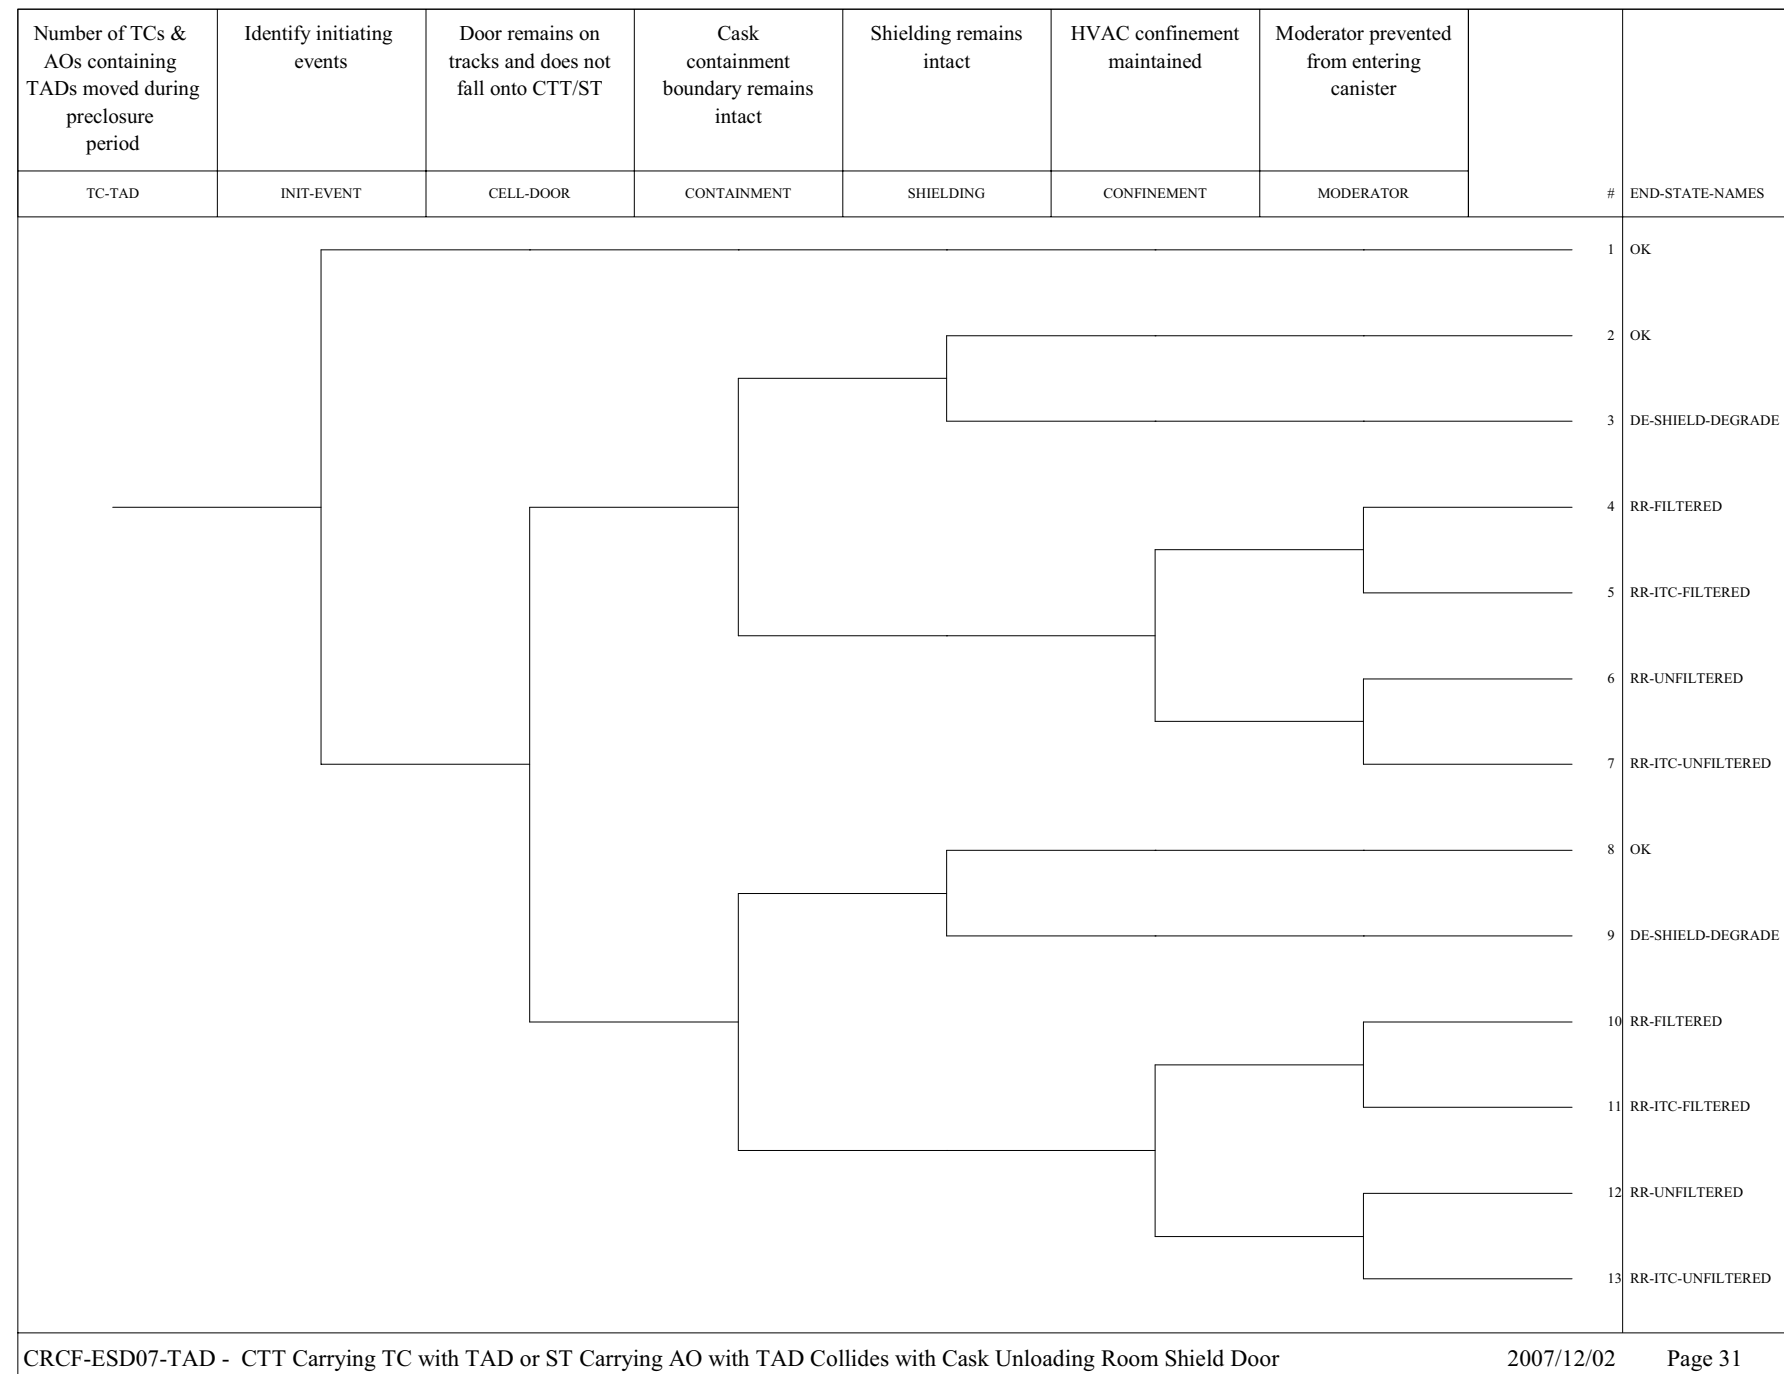 Number of TCs &
AOs containing
TADs moved during
preclosure
period
Identify initiating
events
Door remains on
tracks and does not
fall onto CTT/ST
Cask
containment
boundary remains
intact
Shielding remains
intact
HVAC confinement
maintained
Moderator prevented
from entering
canister
TC-TAD
INIT-EVENT
CELL-DOOR
CONTAINMENT
SHIELDING
CONFINEMENT
MODERATOR
#
END-STATE-NAMES
1 OK
2 OK
3 DE-SHIELD-DEGRADE
4 RR-FILTERED
5 RR-ITC-FILTERED
6 RR-UNFILTERED
7 RR-ITC-UNFILTERED
8 OK
9 DE-SHIELD-DEGRADE
10 RR-FILTERED
11 RR-ITC-FILTERED
12 RR-UNFILTERED
13 RR-ITC-UNFILTERED
CRCF-ESD07-TAD - CTT Carrying TC with TAD or ST Carrying AO with TAD Collides with Cask Unloading Room Shield Door 2007/12/02 Page 31